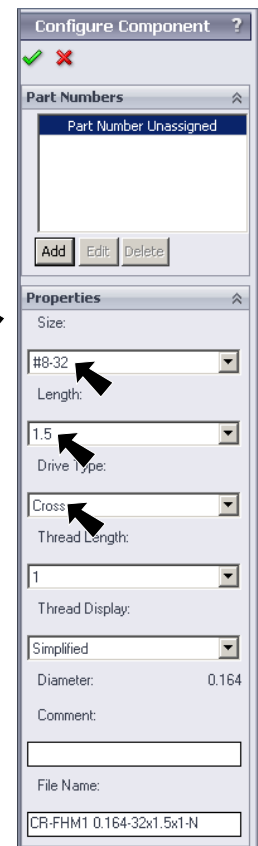 Configure Component ?
Part Numbers
Part Number Unassigned
Add Edit Delete
Properties
Size:
#8-32
Length:
1.5
Drive Type:
Cross
Thread Length:
1
Thread Display:
Simplified
Diameter: 0.164
Comment:
File Name:
CR-FHM1 0.164-32x1.5x1-N